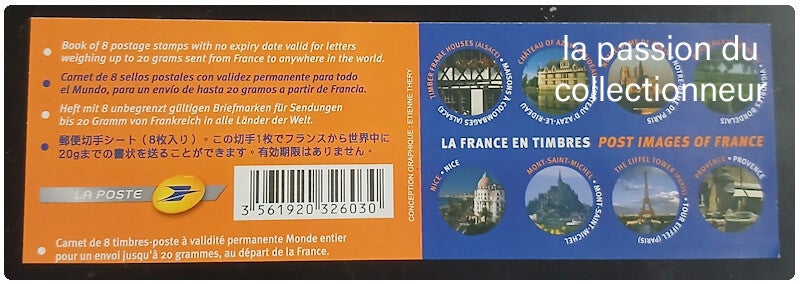 Book of 8 postage stamps with no expiry date valid for letters
weighing up to 20 grams sent from France to anywhere in the world.
Carnet de 8 sellos postales con validez permanente para todo
el Mundo, para un envío de hasta 20 gramos a partir de Francia.
Heft mit 8 unbegrenzt gültigen Briefmarken für Sendungen
bis 20 Gramm von Frankreich in alle Länder der Welt.
郵便切手シート（8枚入り）。この切手1枚でフランスから世界中に
20gまでの書状を送ることができます。有効期限はありません。
LA POSTE
3 561920 326030
Carnet de 8 timbres-poste à validité permanente Monde entier
pour un envoi jusqu'à 20 grammes, au départ de la France.
CONCEPTION GRAPHIQUE : ETIENNE THÉRY
la passion du
collectionneur
TIMBER FRAME HOUSES (ALSACE) • MAISONS À COLOMBAGES (ALSACE)
CHÂTEAU OF AZAY-LE-RIDEAU
NOTRE-DAME DE PARIS
LA FRANCE EN TIMBRES POST IMAGES OF FRANCE
NICE • NICE
MONT-SAINT-MICHEL • MONT-SAINT-MICHEL
THE EIFFEL TOWER (PARIS) • TOUR EIFFEL (PARIS)
PROVENCE • PROVENCE